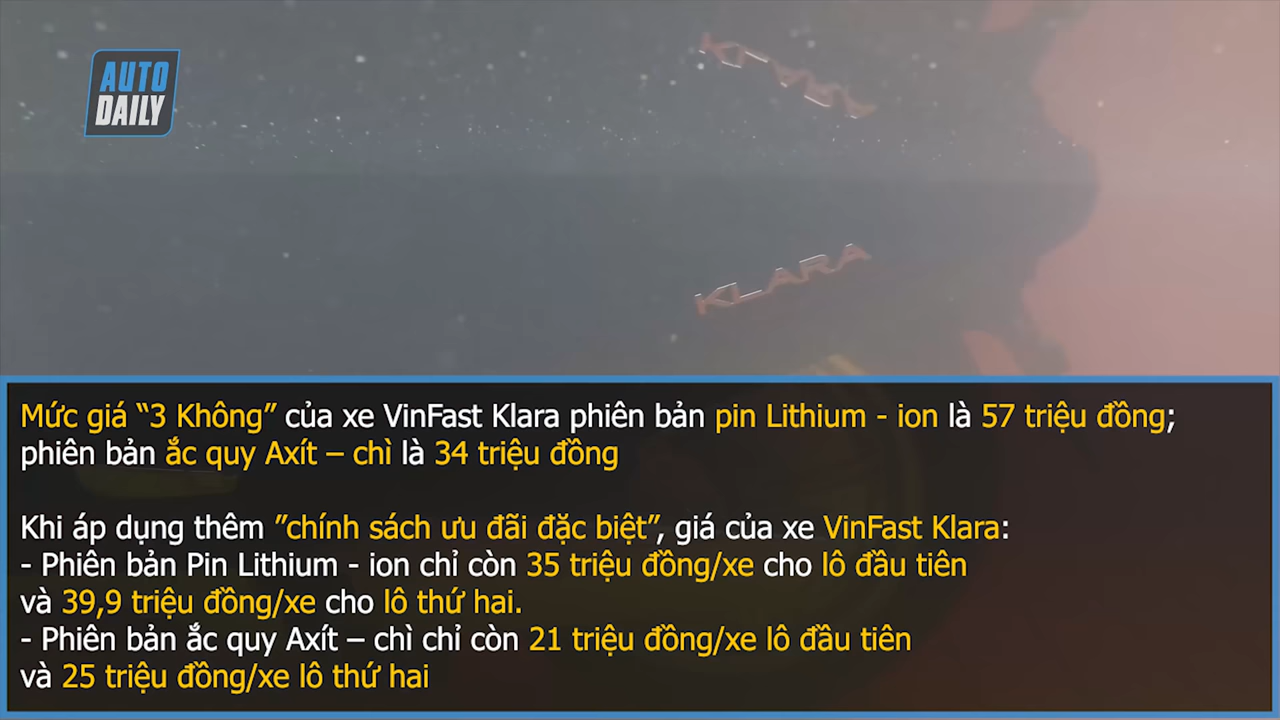 AUTO
DAILY
KLARA
Mức giá “3 Không” của xe VinFast Klara phiên bản pin Lithium - ion là 57 triệu đồng;
phiên bản ắc quy Axít – chì là 34 triệu đồng
Khi áp dụng thêm ”chính sách ưu đãi đặc biệt”, giá của xe VinFast Klara:
- Phiên bản Pin Lithium - ion chỉ còn 35 triệu đồng/xe cho lô đầu tiên
và 39,9 triệu đồng/xe cho lô thứ hai.
- Phiên bản ắc quy Axít – chì chỉ còn 21 triệu đồng/xe lô đầu tiên
và 25 triệu đồng/xe lô thứ hai